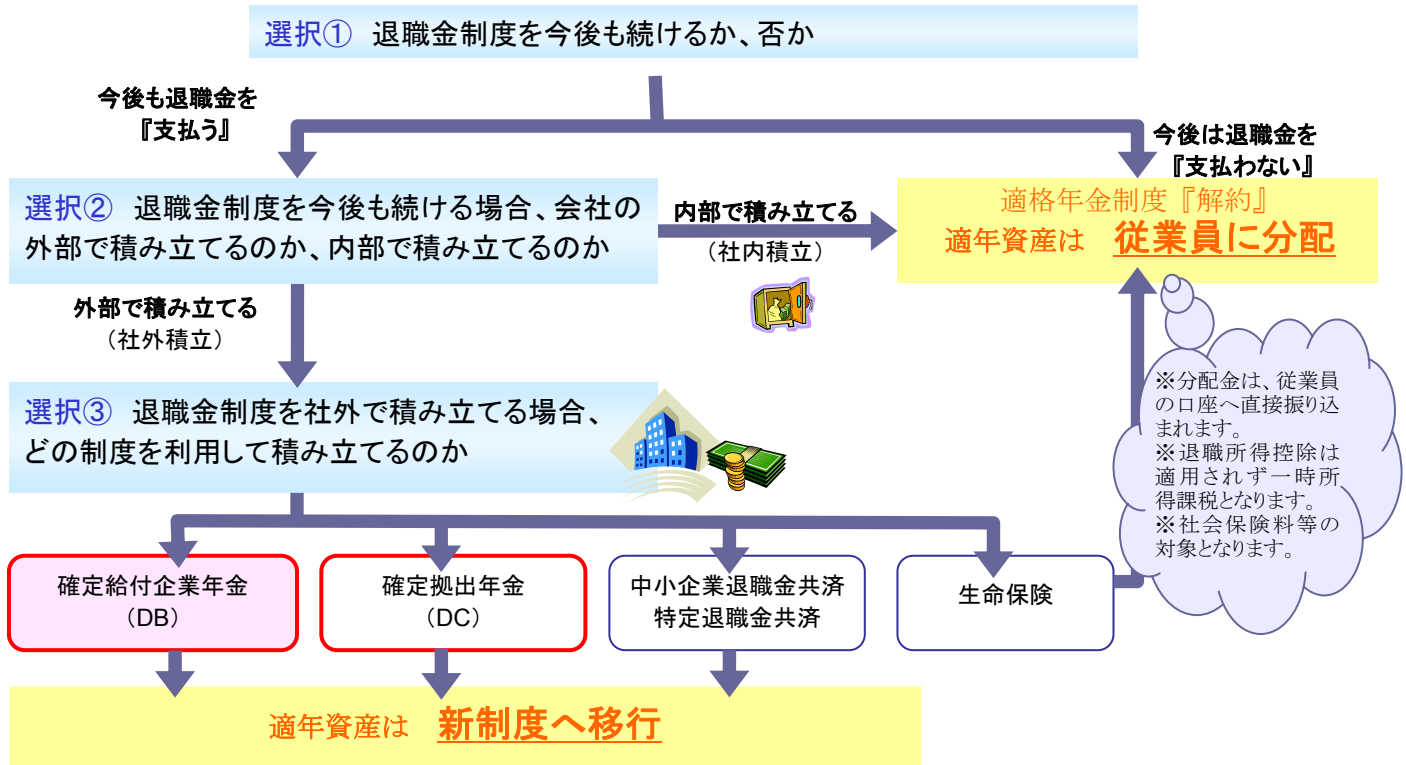 選択① 退職金制度を今後も続けるか、否か
今後も退職金を
『支払う』
今後は退職金を
『支払わない』
選択② 退職金制度を今後も続ける場合、会社の
外部で積み立てるのか、内部で積み立てるのか
内部で積み立てる
（社内積立）
適格年金制度『解約』
適年資産は 従業員に分配
外部で積み立てる
（社外積立）
※分配金は、従業員
の口座へ直接振り込
まれます。
※退職所得控除は
適用されず一時所
得課税となります。
※社会保険料等の
対象となります。
選択③ 退職金制度を社外で積み立てる場合、
どの制度を利用して積み立てるのか
確定給付企業年金
（DB）
確定拠出年金
（DC）
中小企業退職金共済
特定退職金共済
生命保険
適年資産は 新制度へ移行